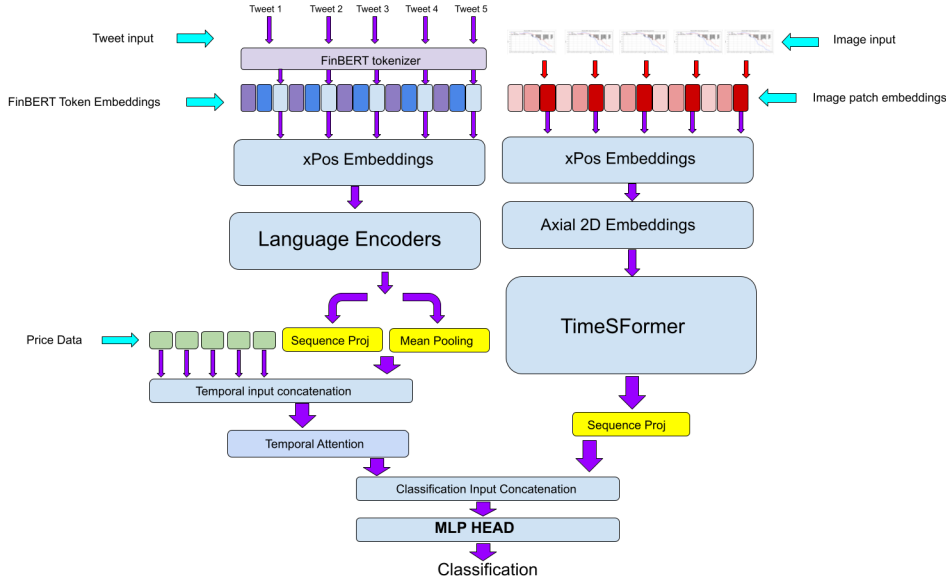 Tweet 1
Tweet 2
Tweet 3
Tweet 4
Tweet 5
Tweet input
Image input
FinBERT tokenizer
FinBERT Token Embeddings
Image patch embeddings
xPos Embeddings
xPos Embeddings
Axial 2D Embeddings
Language Encoders
TimeSFormer
Price Data
Sequence Proj
Mean Pooling
Temporal input concatenation
Sequence Proj
Temporal Attention
Classification Input Concatenation
MLP HEAD
Classification